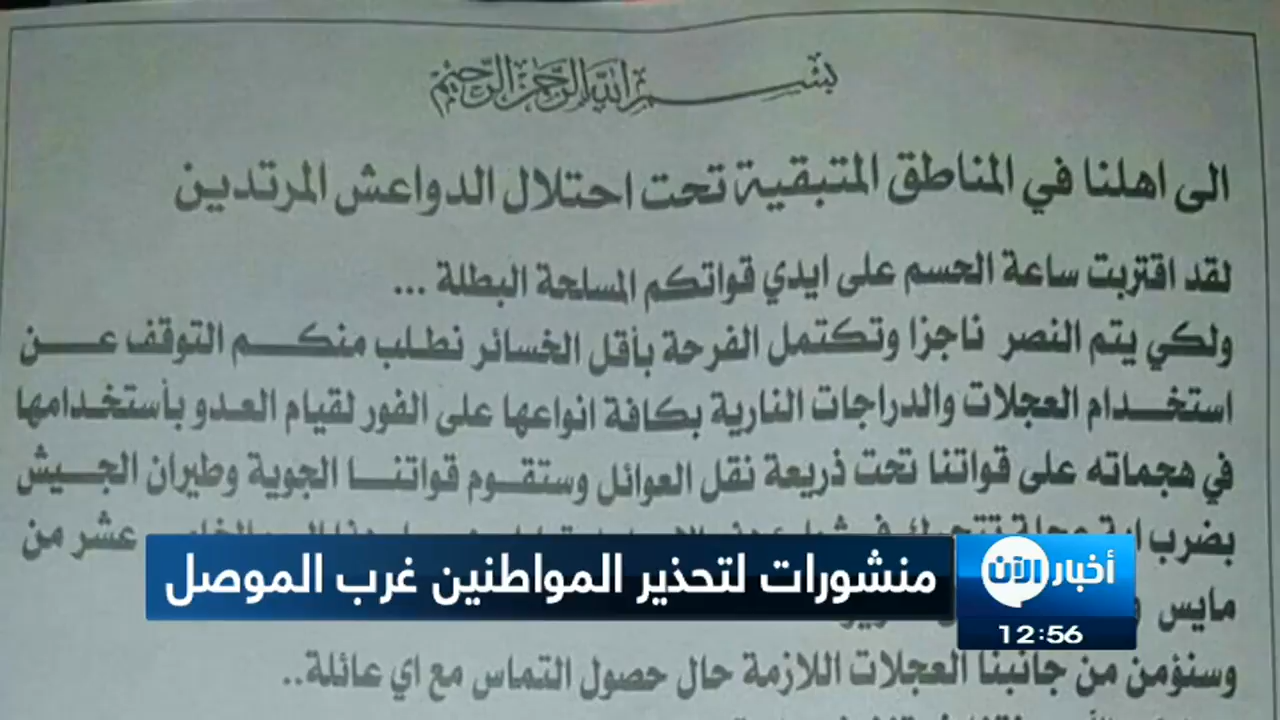 بسم الله الرحمن الرحيم
الى اهلنا في المناطق المتبقية تحت احتلال الدواعش المرتدين
لقد اقتربت ساعة الحسم على ايدي قواتكم المسلحة البطلة ...
ولكي يتم النصر ناجزا وتكتمل الفرحة بأقل الخسائر نطلب منكم التوقف عن
استخدام العجلات والدراجات النارية بكافة انواعها على الفور لقيام العدو بأستخدامها
في هجماته على قواتنا تحت ذريعة نقل العوائل وستقوم قواتنا الجوية وطيران الجيش
بضرب اية عجلة تتحرك عشر من
مايس
وسنؤمن من جانبنا العجلات اللازمة حال حصول التماس مع اي عائلة..
أخبار الآن
منشورات لتحذير المواطنين غرب الموصل
12:56